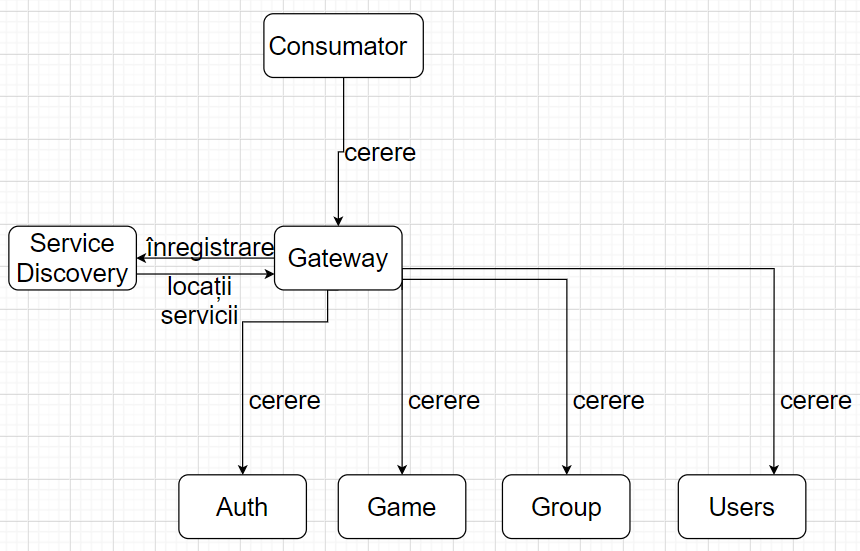 Consumator
cerere
Service
Discovery
înregistrare
Gateway
locații
servicii
cerere
cerere
cerere
cerere
Auth
Game
Group
Users